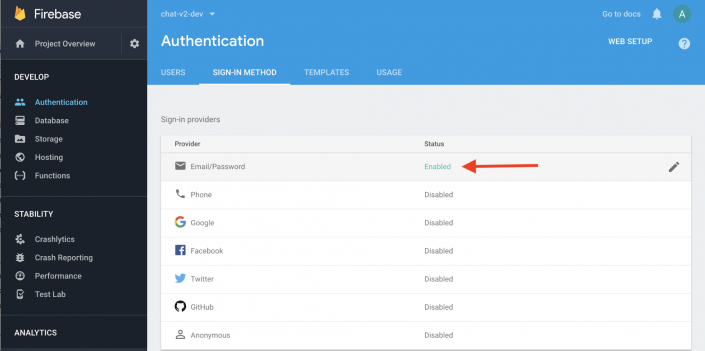 Firebase
chat-v2-dev
Go to docs
A
Project Overview
Authentication
WEB SETUP
?
USERS
SIGN-IN METHOD
TEMPLATES
USAGE
DEVELOP
Authentication
Database
Storage
Hosting
Functions
STABILITY
Crashlytics
Crash Reporting
Performance
Test Lab
ANALYTICS
Sign-in providers
Provider Status
Email/Password Enabled
Phone Disabled
Google Disabled
Facebook Disabled
Twitter Disabled
GitHub Disabled
Anonymous Disabled